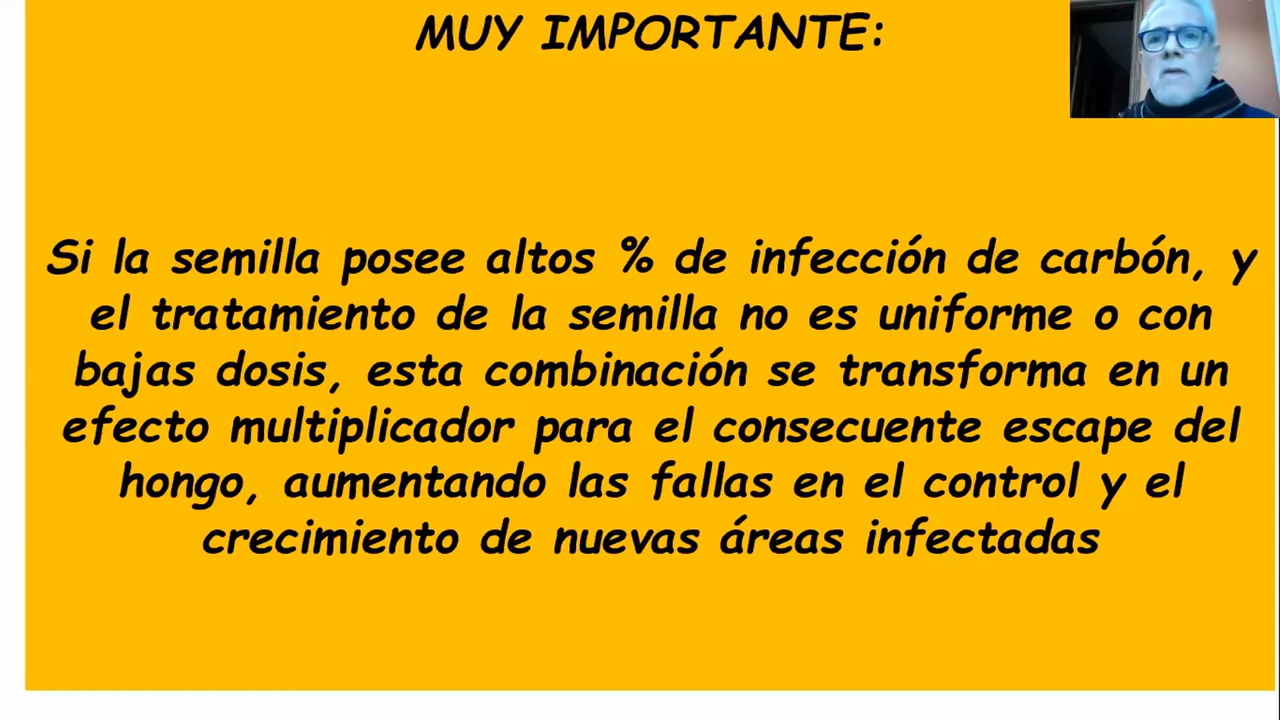 MUY IMPORTANTE:
Si la semilla posee altos % de infección de carbón, y
el tratamiento de la semilla no es uniforme o con
bajas dosis, esta combinación se transforma en un
efecto multiplicador para el consecuente escape del
hongo, aumentando las fallas en el control y el
crecimiento de nuevas áreas infectadas